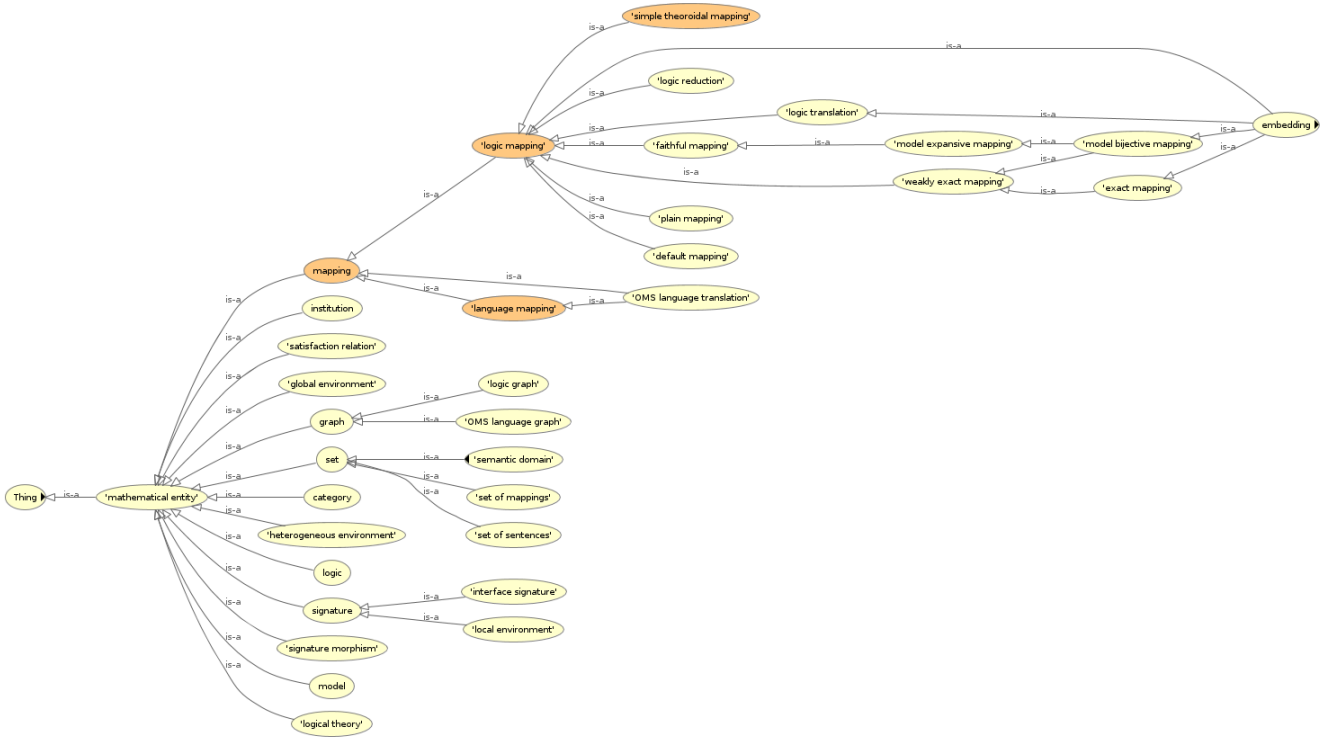 'simple theoroidal mapping'
is-a
is-a
'logic reduction'
is-a
'logic translation'
is-a
embedding
is-a
'logic mapping'
is-a
'faithful mapping'
is-a
'model expansive mapping'
is-a
'model bijective mapping'
is-a
is-a
is-a
is-a
'weakly exact mapping'
is-a
'exact mapping'
is-a
is-a
'plain mapping'
is-a
'default mapping'
mapping
is-a
is-a
'OMS language translation'
is-a
is-a
'language mapping'
is-a
institution
is-a
'satisfaction relation'
is-a
'global environment'
is-a
'logic graph'
is-a
graph
is-a
'OMS language graph'
is-a
set
is-a
'semantic domain'
is-a
is-a
'set of mappings'
is-a
Thing
is-a
'mathematical entity'
is-a
category
is-a
'heterogeneous environment'
'set of sentences'
is-a
logic
is-a
'interface signature'
is-a
signature
is-a
'local environment'
is-a
'signature morphism'
is-a
model
is-a
'logical theory'